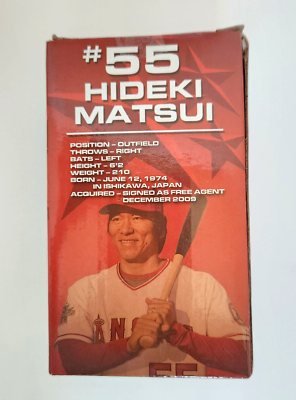 #55
HIDEKI
MATSUI
POSITION – OUTFIELD
THROWS – RIGHT
BATS – LEFT
HEIGHT – 6'2
WEIGHT – 210
BORN – JUNE 12, 1974
IN ISHIKAWA, JAPAN
ACQUIRED – SIGNED AS FREE AGENT
DECEMBER 2009
55